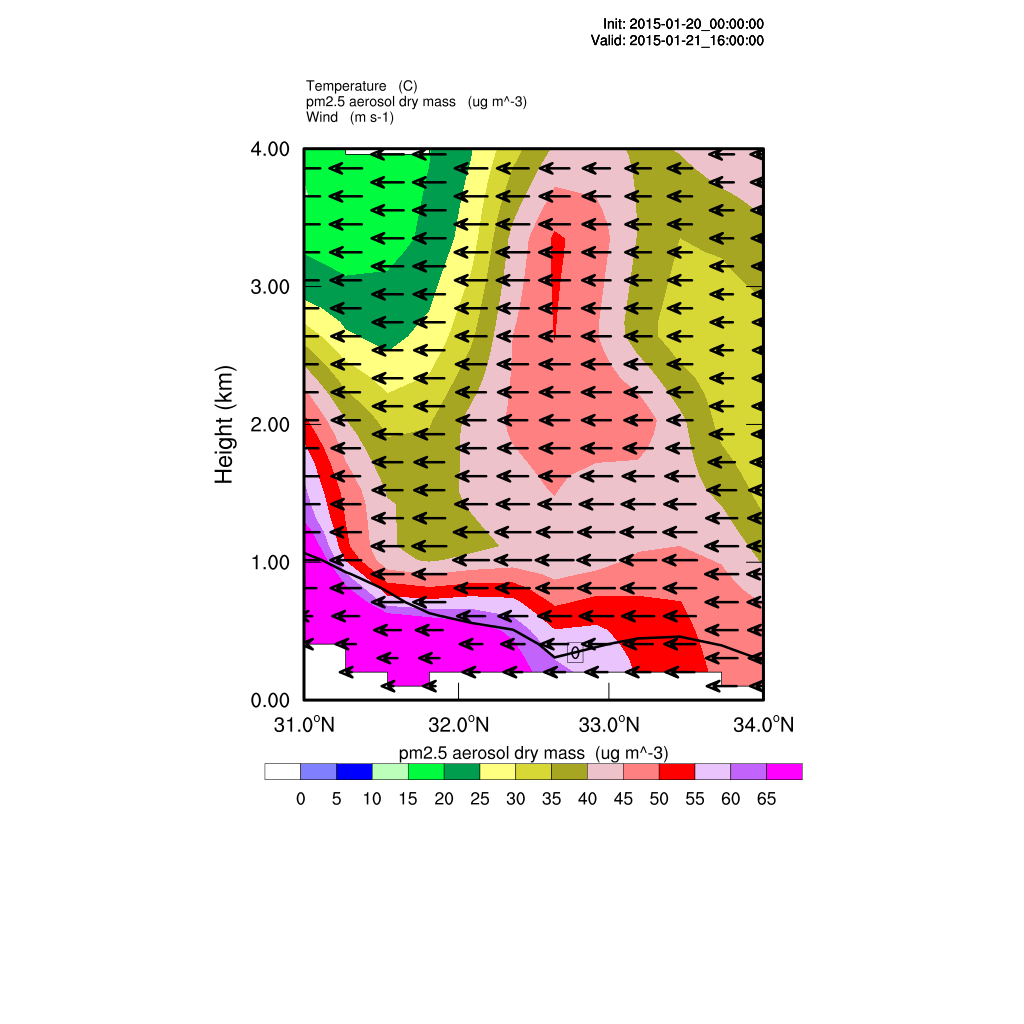 Init: 2015-01-20_00:00:00
Valid: 2015-01-21_16:00:00
Temperature (C)
pm2.5 aerosol dry mass (ug m^-3)
Wind (m s-1)
4.00
3.00
2.00
1.00
0.00
Height (km)
0
31.0°N 32.0°N 33.0°N 34.0°N
pm2.5 aerosol dry mass (ug m^-3)
0 5 10 15 20 25 30 35 40 45 50 55 60 65